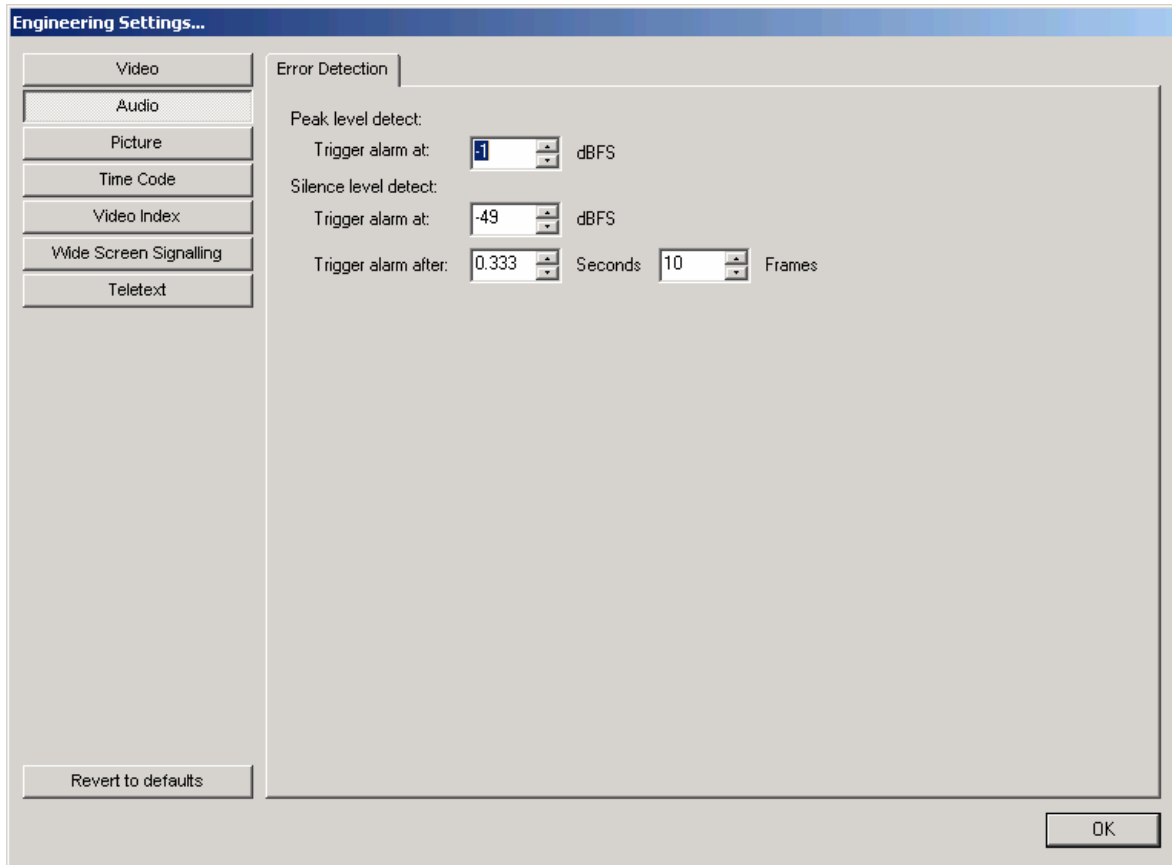 Engineering Settings...
Video
Audio
Picture
Time Code
Video Index
Wide Screen Signalling
Teletext
Revert to defaults
Error Detection
Peak level detect:
Trigger alarm at: -1 dBFS
Silence level detect:
Trigger alarm at: -49 dBFS
Trigger alarm after: 0.333 Seconds 10 Frames
OK